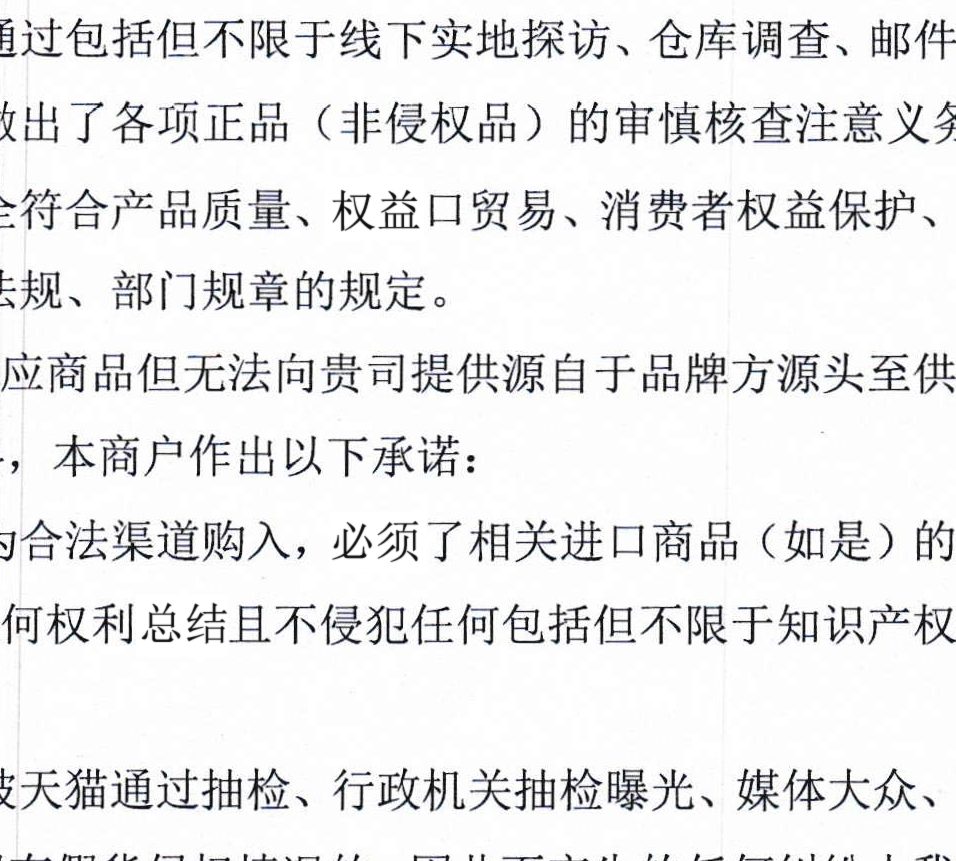 通过包括但不限于线下实地探访、仓库调查、邮件
做出了各项正品（非侵权品）的审慎核查注意义务
全符合产品质量、权益口贸易、消费者权益保护、
法规、部门规章的规定。
应商品但无法向贵司提供源自于品牌方源头至供
，本商户作出以下承诺：
为合法渠道购入，必须了相关进口商品（如是）的
何权利总结且不侵犯任何包括但不限于知识产权
被天猫通过抽检、行政机关抽检曝光、媒体大众、